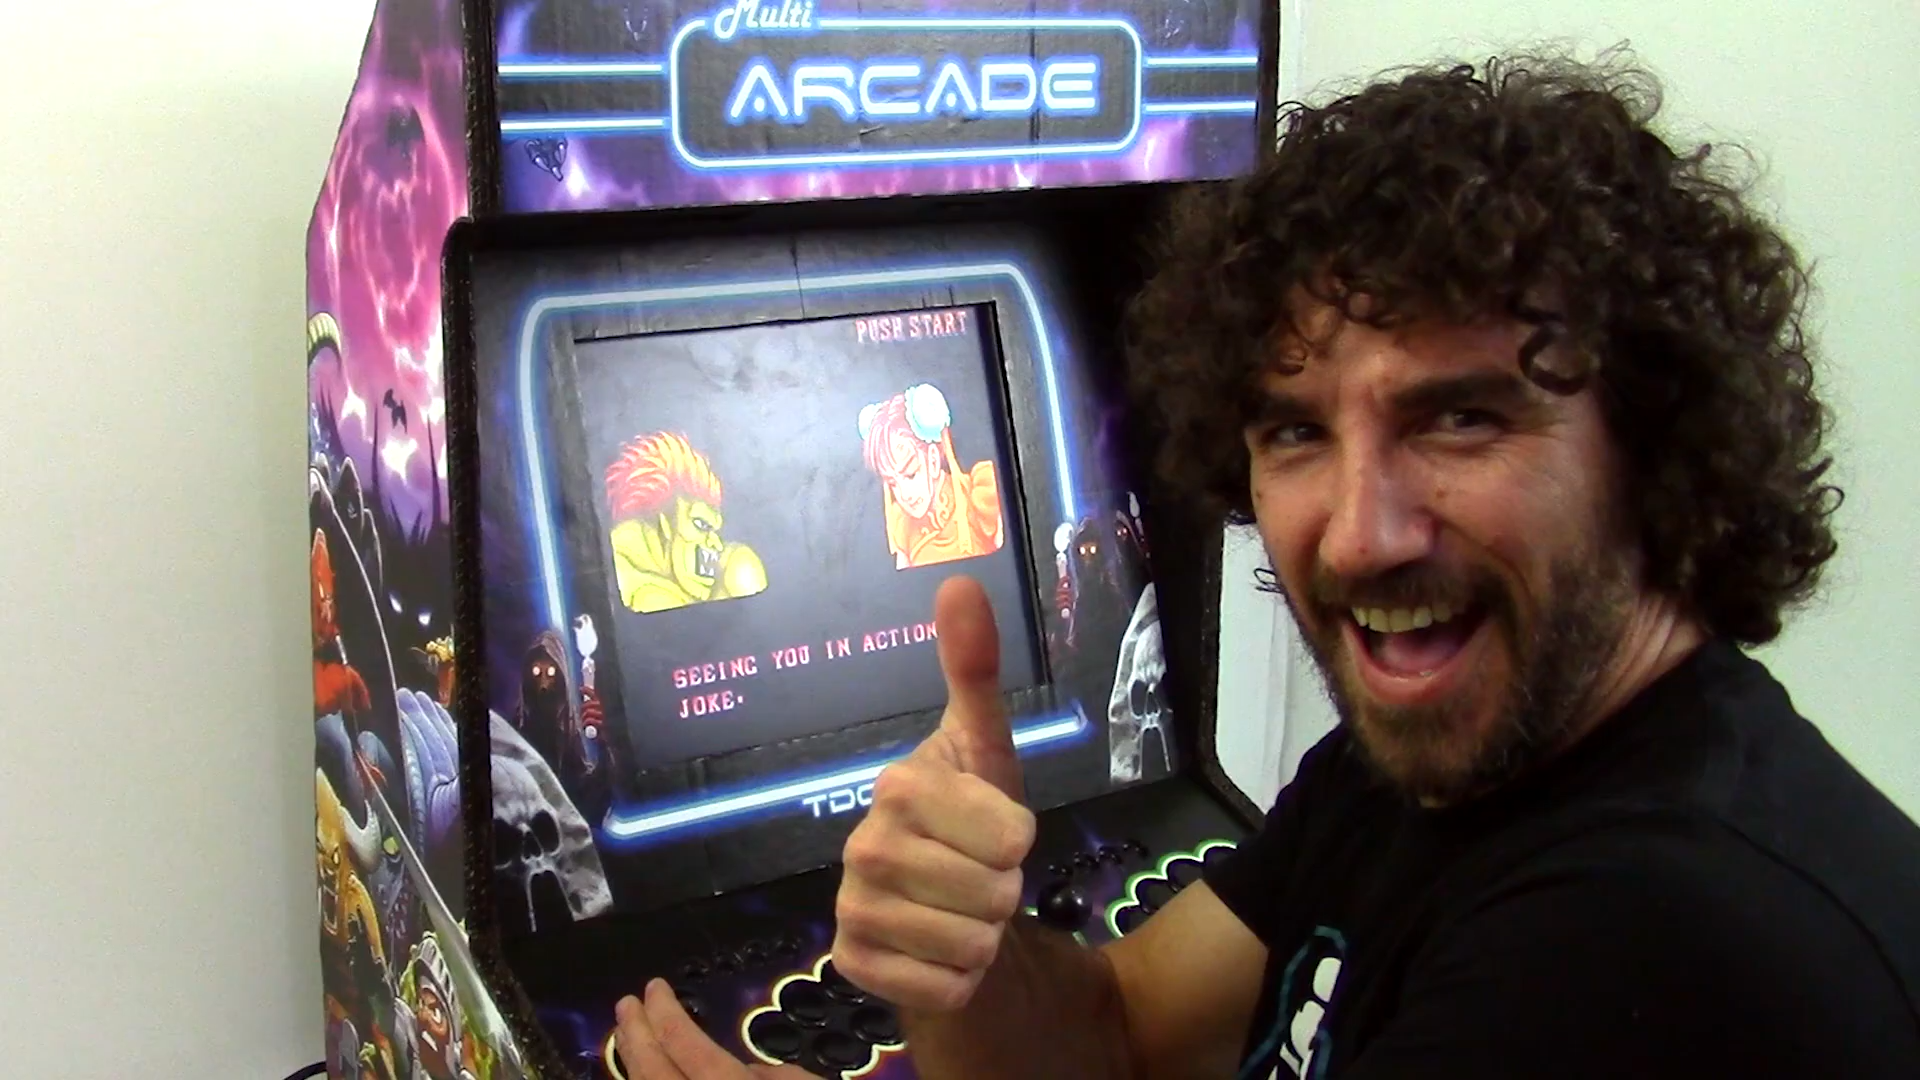 Multi
ARCADE
PUSH START
SEEING YOU IN ACTION
JOKE.